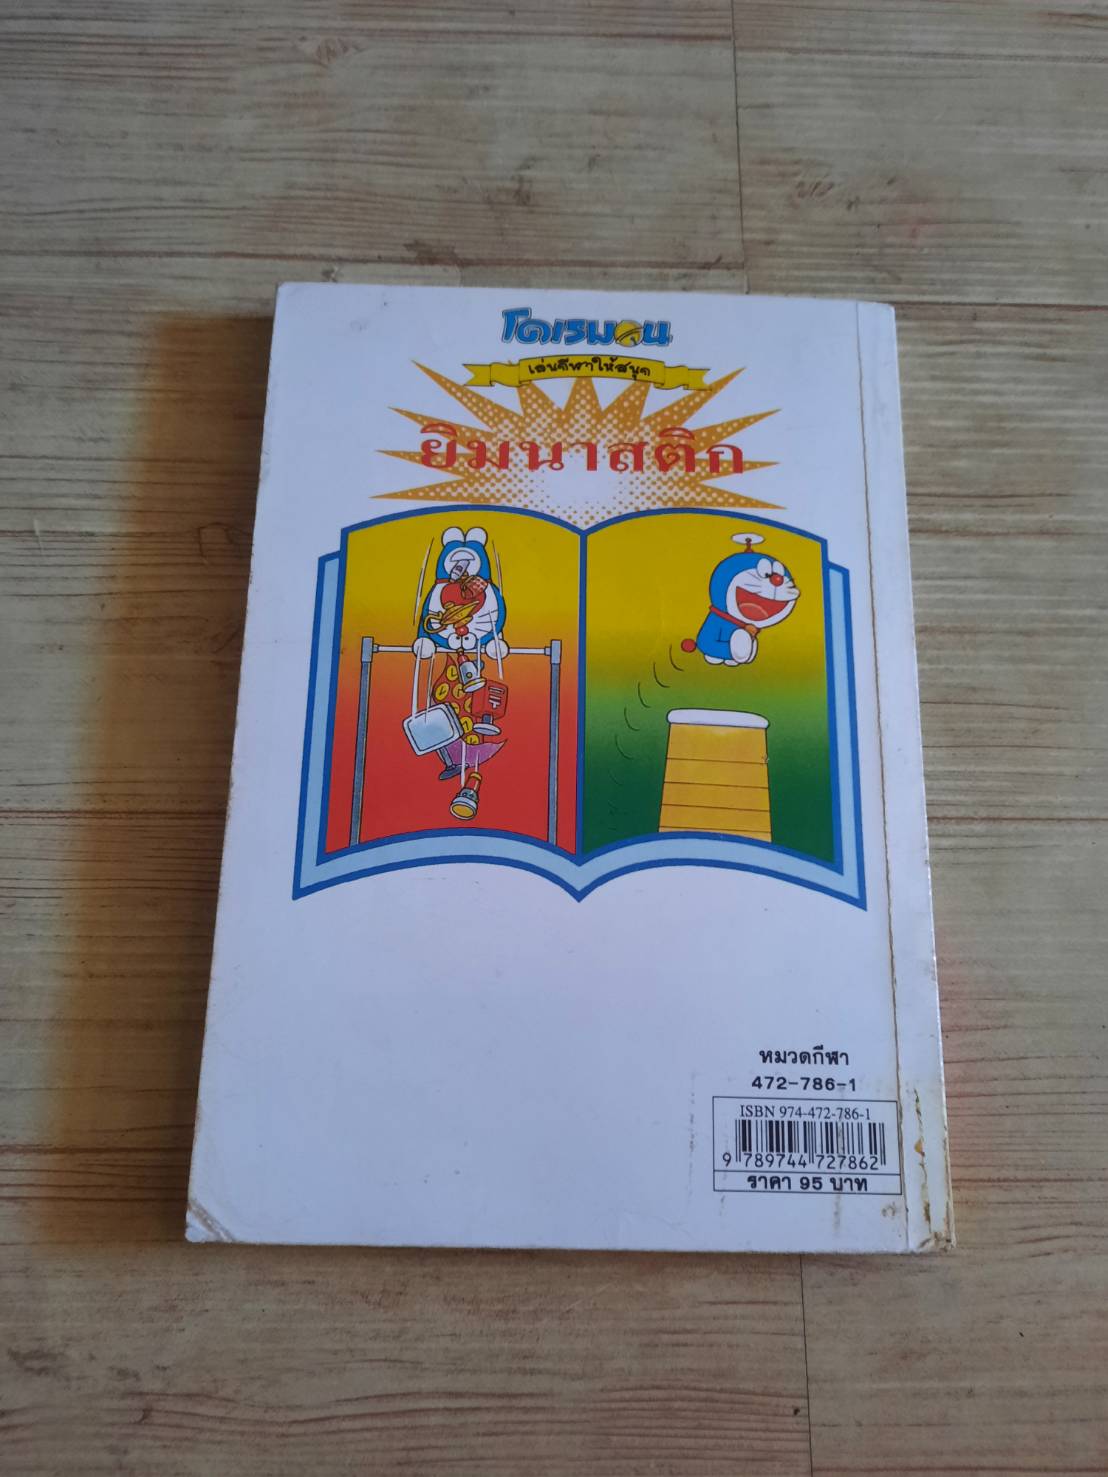 โดเรมอน
เล่นกีฬาให้สนุก
ยิมนาสติก
หมวดกีฬา
472-786-1
ISBN 974-472-786-1
9 789744 727862
ราคา 95 บาท